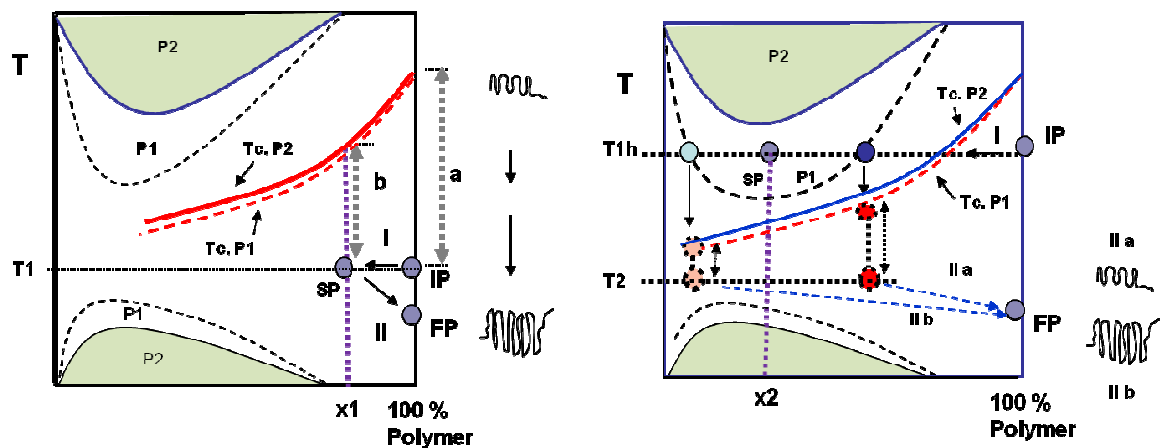 P2
T
P1
Tc, P2
Tc, P1
b
a
I
T1
SP
IP
II
FP
P1
P2
x1
100 %
Polymer
P2
T
Tc. P2
I
IP
T1h
SP
P1
Tc. P1
T2
II a
II a
II b
FP
P1
P2
II b
x2
100 %
Polymer